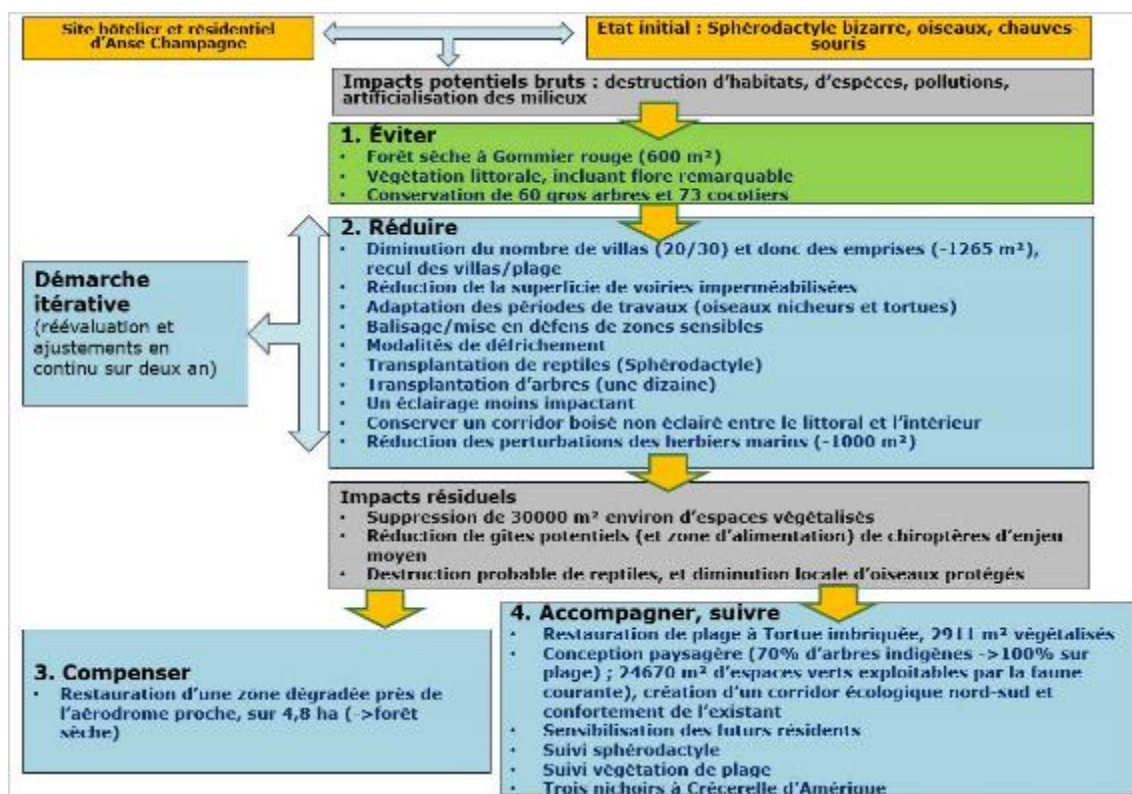 Site hôtelier et résidentiel
d'Anse Champagne
Etat initial : Sphérodactyle bizarre, oiseaux, chauves
souris
Impacts potentiels bruts : destruction d'habitats, d'espèces, pollutions,
artificialisation des milieux
1. Éviter
• Forêt sèche à Gommier rouge (600 m²)
• Végétation littorale, incluant flore remarquable
• Conservation de 60 gros arbres et 73 cocotiers
2. Réduire
• Diminution du nombre de villas (20/30) et donc des emprises (-1265 m²),
recul des villas/plage
• Réduction de la superficie de voiries imperméabilisées
• Adaptation des périodes de travaux (oiseaux nicheurs et tortues)
• Balisage/mise en défens de zones sensibles
• Modalités de défrichement
• Transplantation de reptiles (Sphérodactyle)
• Transplantation d'arbres (une dizaine)
• Un éclairage moins impactant
• Conserver un corridor boisé non éclairé entre le littoral et l'intérieur
• Réduction des perturbations des herbiers marins (-1000 m²)
Démarche
itérative
(réévaluation et
ajustements en
continu sur deux an)
Impacts résiduels
• Suppression de 30000 m² environ d'espaces végétalisés
• Réduction de gîtes potentiels (et zone d'alimentation) de chiroptères d'enjeu
moyen
• Destruction probable de reptiles, et diminution locale d'oiseaux protégés
3. Compenser
• Restauration d'une zone dégradée près de
l'aérodrome proche, sur 4,8 ha (->forêt
sèche)
4. Accompagner, suivre
• Restauration de plage à Tortue imbriquée, 2911 m² végétalisés
• Conception paysagère (70% d'arbres indigènes ->100% sur
plage) ; 24670 m² d'espaces verts exploitables par la faune
courante), création d'un corridor écologique nord-sud et
confortement de l'existant
• Sensibilisation des futurs résidents
• Suivi sphérodactyle
• Suivi végétation de plage
• Trois nichoirs à Crécerelle d'Amérique